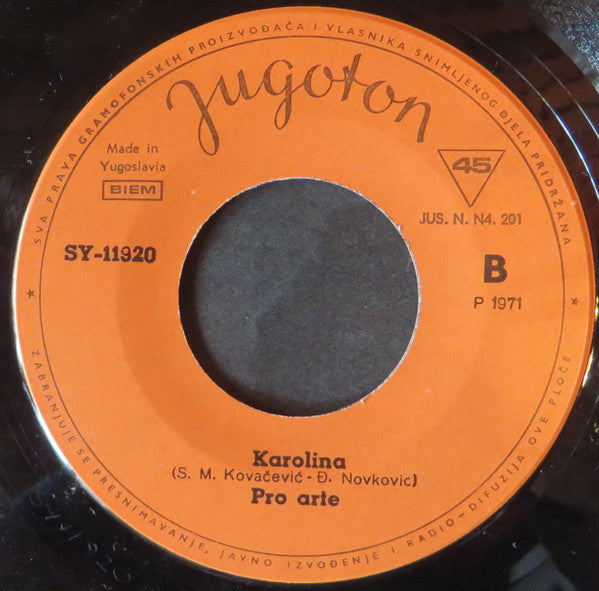 SVA PRAVA GRAMOFONSKIH PROIZVOĐAČA I VLASNIKA SNIMLJENOG DJELA PRIDRŽANA
Jugoton
Made in
Yugoslavia
BIEM
45
JUS. N. N4. 201
SY-11920
B
P 1971
Karolina
(S. M. Kovačević - Đ. Novkovic)
Pro arte
ZABRANJUJE SE PRESNIMAVANJE, JAVNO IZVOĐENJE I RADIO-DIFUZIJA OVE PLOČE